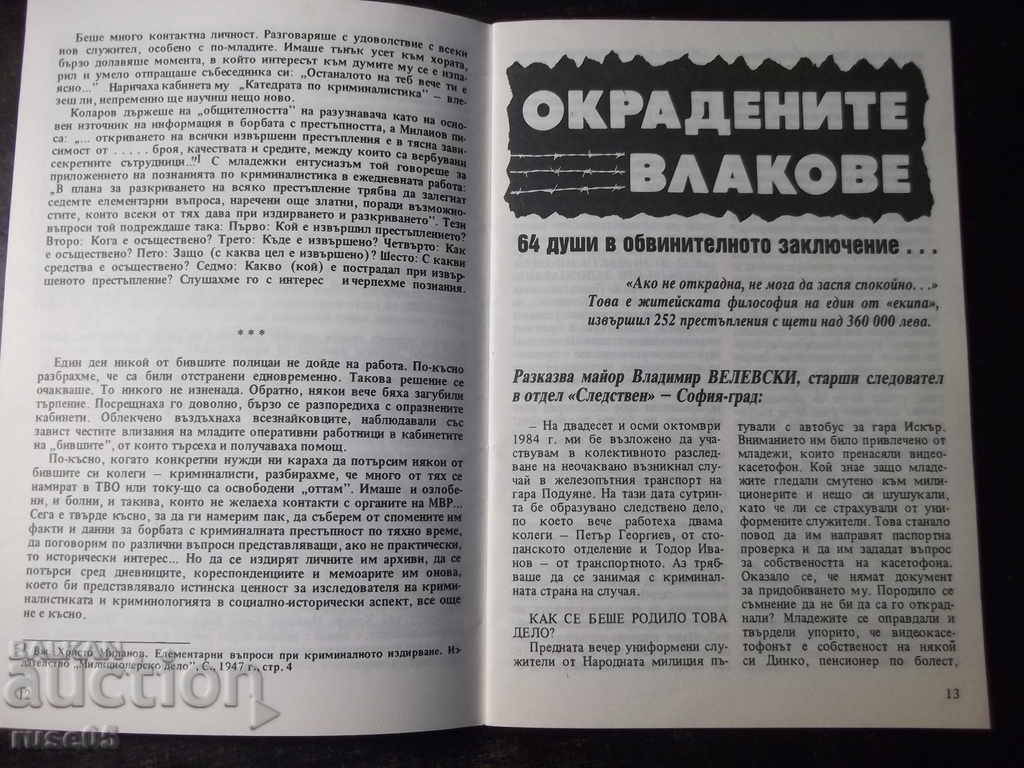 Беше много контактна личност. Разговаряше с удоволствие с всеки
нов служител, особено с по-младите. Имаше тънък усет към хората,
бързо долавяше момента, в който интересът към думите му се е изпа-
рил и умело отпращаше събеседника си: „Останалото на теб вече ти е
ясно..." Наричаха кабинета му „Катедрата по криминалистика" – вле-
зеш ли, непременно ще научиш нещо ново.
Коларов държеше на "общителността" на разузнавача като на осно-
вен източник на информация в борбата с престъпността, а Миланов пи-
са: „... откриването на всички извършени престъпления е в тясна зави-
симост от . . . . . броя, качествата и средите, между които са вербувани
секретните сътрудници.."1 С младежки ентусиазъм той говореше за
приложението на познанията по криминалистика в ежедневната работа:
„В плана за разкриването на всяко престъпление трябва да залегнат
седемте елементарни въпроса, наречени още златни, поради възможно-
стите, които всеки от тях дава при издирването и разкриването". Тези
въпроси той подреждаше така: Първо: Кой е извършил престъплението?
Второ: Кога е осъществено? Трето: Къде е извършено? Четвърто: Как
е осъществено? Пето: Защо (с каква цел е извършено)? Шесто: С какви
средства е осъществено? Седмо: Какво (кой) е пострадал при извър-
шеното престъпление? Слушахме го с интерес и черпехме познания.
* * *
Един ден никой от бившите полицаи не дойде на работа. По-късно
разбрахме, че са били отстранени едновременно. Такова решение се
очакваше. То никого не изненада. Обратно, някои вече бяха загубили
търпение. Посрещнаха го доволно, бързо се разпоредиха с опразнените
кабинети. Облекчено въздъхнаха всезнайковците, наблюдавали със
завист честите влизания на младите оперативни работници в кабинетите
на „бившите", от които търсеха и получаваха помощ.
По-късно, когато конкретни нужди ни караха да потърсим някои от
бившите си колеги – криминалисти, разбирахме, че много от тях се
намират в ТВО или току-що са освободени „оттам". Имаше и озлобе-
ни, и болни, и такива, които не желаеха контакти с органите на МВР...
Сега е твърде късно, за да ги намерим пак, да съберем от спомените им
факти и данни за борбата с криминалната престъпност по тяхно време,
да поговорим по различни въпроси представляващи, ако не практически,
то исторически интерес... Но да се издирят личните им архиви, да се
потърси сред дневниците, кореспонденциите и мемоарите им онова,
което би представлявало истинска ценност за изследователя на крими-
налистиката и криминологията в социално-исторически аспект, все още
не е късно.
1 Вж. Христо Миланов. Елементарни въпроси при криминалното издирване. Из-
дателство „Милиционерско дело", С., 1947 г., стр. 4
12
ОКРАДЕНИТЕ
ВЛАКОВЕ
64 души в обвинителното заключение . . .
«Ако не открадна, не мога да заспя спокойно. . .»
Това е житейската философия на един от «екипа»,
извършил 252 престъпления с щети над 360 000 лева.
Разказва майор Владимир ВЕЛЕВСКИ, старши следовател
в отдел «Следствен» – София-град:
– На двадесет и осми октомври
1984 г. ми бе възложено да уча-
ствувам в колективното разслед-
ване на неочаквано възникнал слу-
чай в железопътния транспорт на
гара Подуяне. На тази дата сутрин-
та бе образувано следствено дело,
по което вече работеха двама
колеги – Петър Георгиев, от сто-
панското отделение и Тодор Ива-
нов – от транспортното. Аз тряб-
ваше да се занимая с криминал-
ната страна на случая.
КАК СЕ БЕШЕ РОДИЛО ТОВА
ДЕЛО?
Предната вечер униформени слу-
жители от Народната милиция пъ-
тували с автобус за гара Искър.
Вниманието им било привлечено от
младежи, които пренасяли видео-
касетофон. Кой знае защо младе-
жите гледали смутено към мили-
ционерите и нещо си шушукали,
като че ли се страхували от уни-
формените служители. Това станало
повод да им направят паспортна
проверка и да им зададат въпрос
за собствеността на касетофона.
Оказало се, че нямат документ
за придобиването му. Породило се
съмнение да не би да са го открад-
нали? Младежите се оправдали и
твърдели упорито, че видеокасе-
тофонът е собственост на някой
си Динко, пенсионер по болест,
13
BALKAN
auction
ruse05